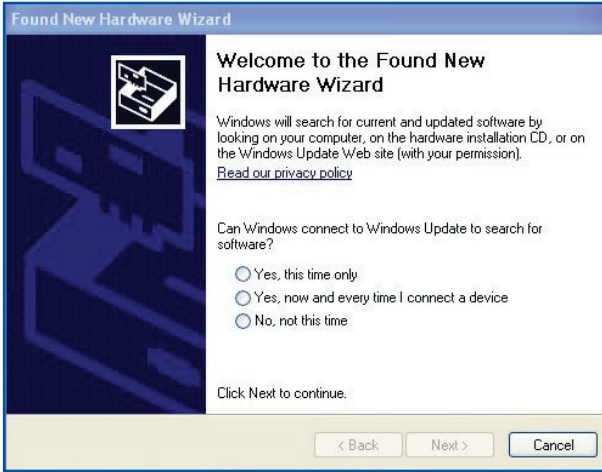 Found New Hardware Wizard
Welcome to the Found New
Hardware Wizard
Windows will search for current and updated software by
looking on your computer, on the hardware installation CD, or on
the Windows Update Web site (with your permission).
Read our privacy policy
Can Windows connect to Windows Update to search for
software?
Yes, this time only
Yes, now and every time I connect a device
No, not this time
Click Next to continue.
< Back
Next >
Cancel